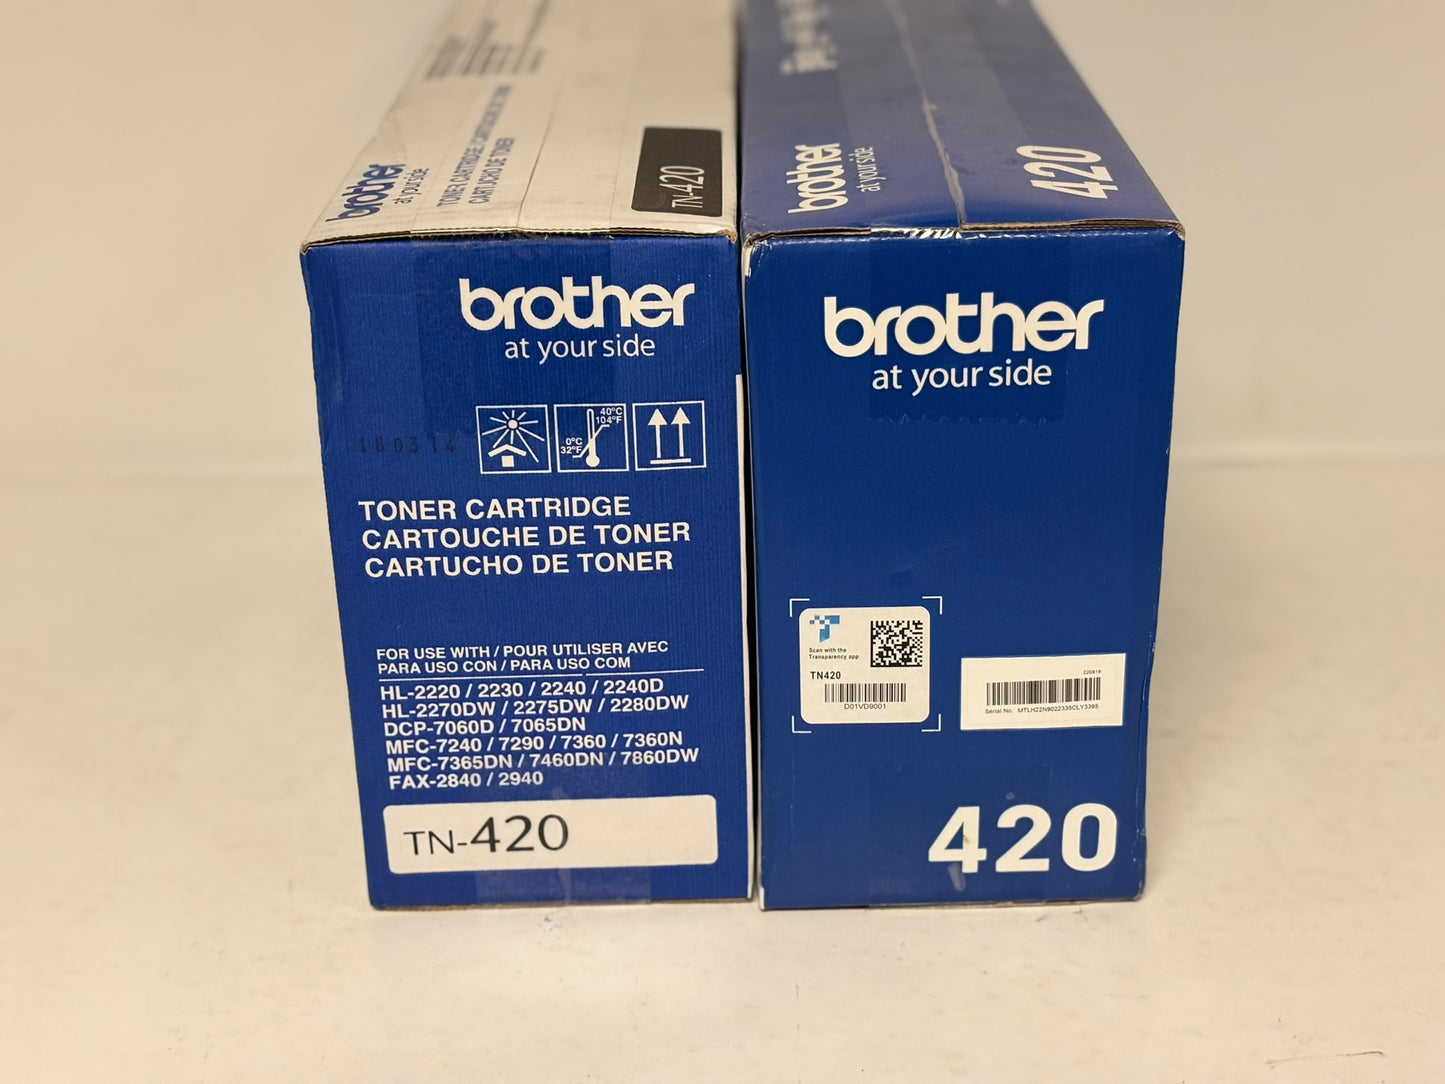 brother
at your side
TONER CARTRIDGE / CARTOUCHE DE TONER
CARTUCHO DE TONER
TN-420
brother
at your side
40°C
104°F
0°C
32°F
180314
TONER CARTRIDGE
CARTOUCHE DE TONER
CARTUCHO DE TONER
FOR USE WITH / POUR UTILISER AVEC
PARA USO CON / PARA USO COM
HL-2220 / 2230 / 2240 / 2240D
HL-2270DW / 2275DW / 2280DW
DCP-7060D / 7065DN
MFC-7240 / 7290 / 7360 / 7360N
MFC-7365DN / 7460DN / 7860DW
FAX-2840 / 2940
TN-420
brother
at your side
420
brother
at your side
Scan with the
Transparency app
TN420
D01VD9001
220819
Serial No. MTLH22N9022335CLY3395
420